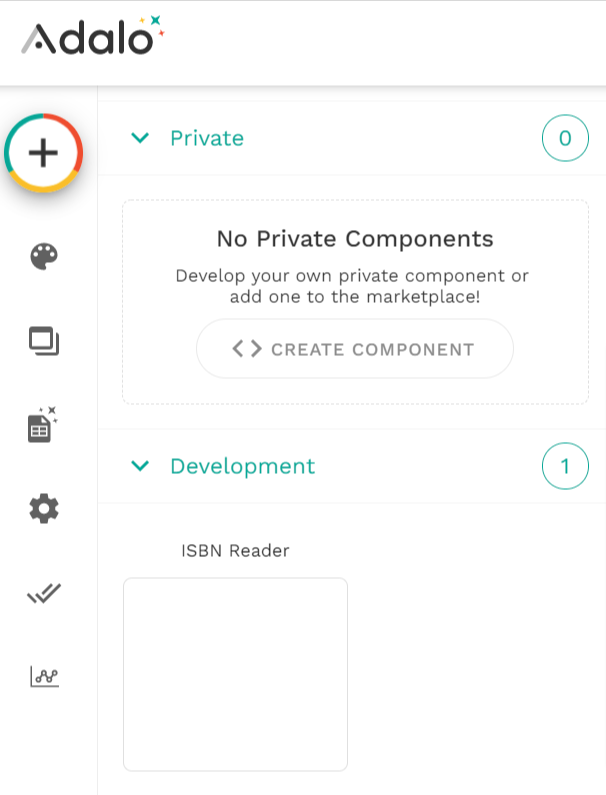 Adalo
Private
0
No Private Components
Develop your own private component or
add one to the marketplace!
<> CREATE COMPONENT
Development
1
ISBN Reader